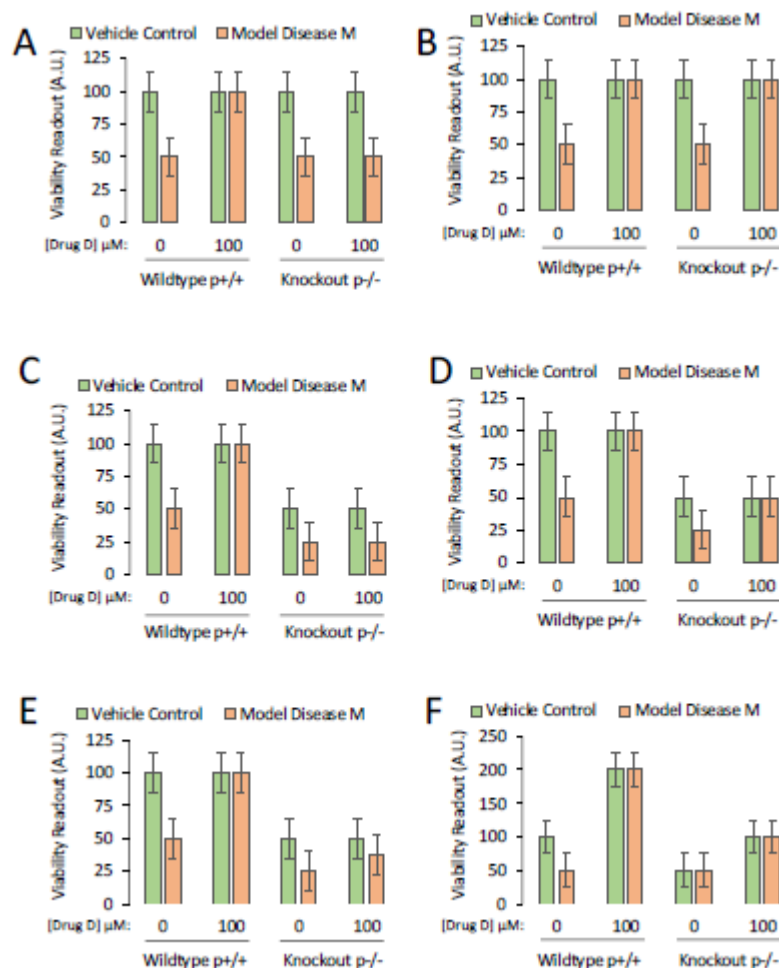 A
Vehicle Control Model Disease M
Viability Readout (A.U.)
125
100
75
50
25
0
[Drug D] μM: 0 100 0 100
Wildtype p+/+ Knockout p-/-
B
Vehicle Control Model Disease M
Viability Readout (A.U.)
125
100
75
50
25
0
[Drug D] μM: 0 100 0 100
Wildtype p+/+ Knockout p-/-
C
Vehicle Control Model Disease M
Viability Readout (A.U.)
125
100
75
50
25
0
[Drug D] μM: 0 100 0 100
Wildtype p+/+ Knockout p-/-
D
Vehicle Control Model Disease M
Viability Readout (A.U.)
125
100
75
50
25
0
[Drug D] μM: 0 100 0 100
Wildtype p+/+ Knockout p-/-
E
Vehicle Control Model Disease M
Viability Readout (A.U.)
125
100
75
50
25
0
[Drug D] μM: 0 100 0 100
Wildtype p+/+ Knockout p-/-
F
Vehicle Control Model Disease M
Viability Readout (A.U.)
250
200
150
100
50
0
[Drug D] μM: 0 100 0 100
Wildtype p+/+ Knockout p-/-